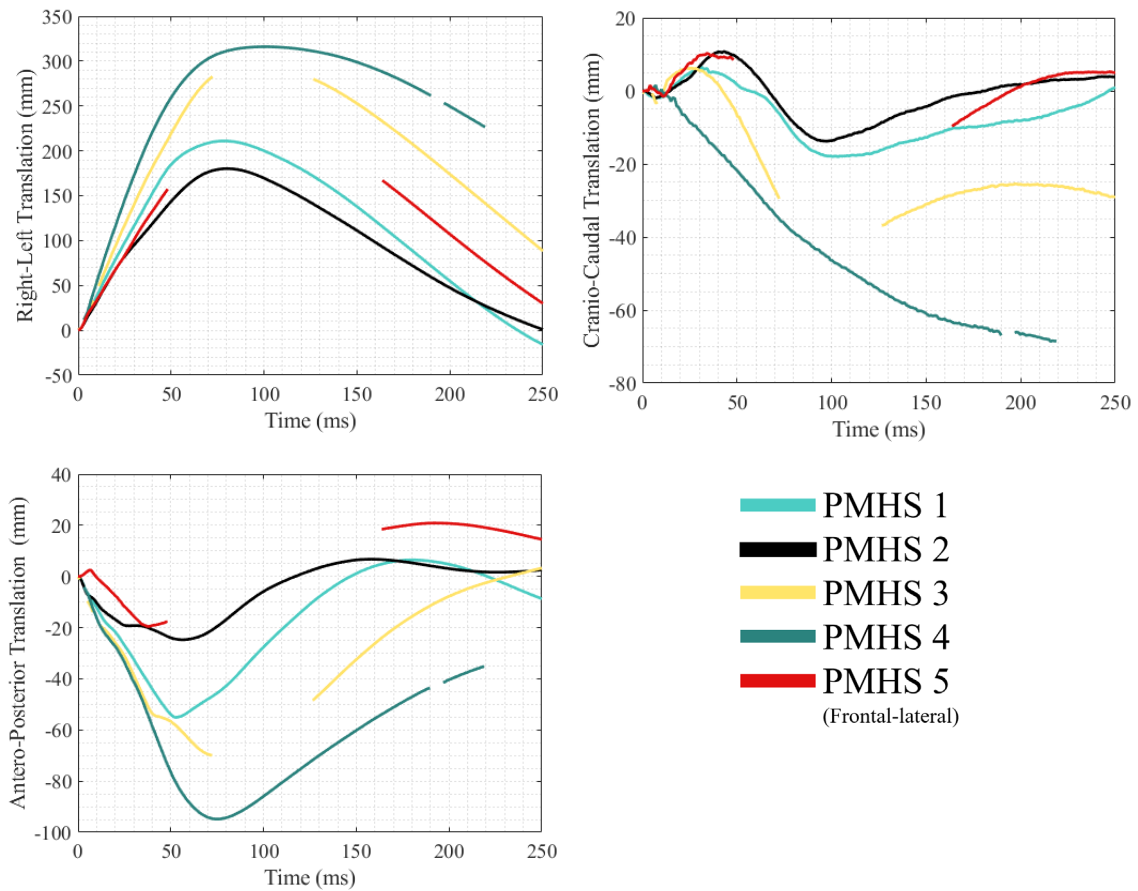 350
300
250
200
150
100
50
0
-50
Right-Left Translation (mm)
0 50 100 150 200 250
Time (ms)
20
0
-20
-40
-60
-80
Cranio-Caudal Translation (mm)
0 50 100 150 200 250
Time (ms)
40
20
0
-20
-40
-60
-80
-100
Antero-Posterior Translation (mm)
0 50 100 150 200 250
Time (ms)
PMHS 1
PMHS 2
PMHS 3
PMHS 4
PMHS 5
(Frontal-lateral)